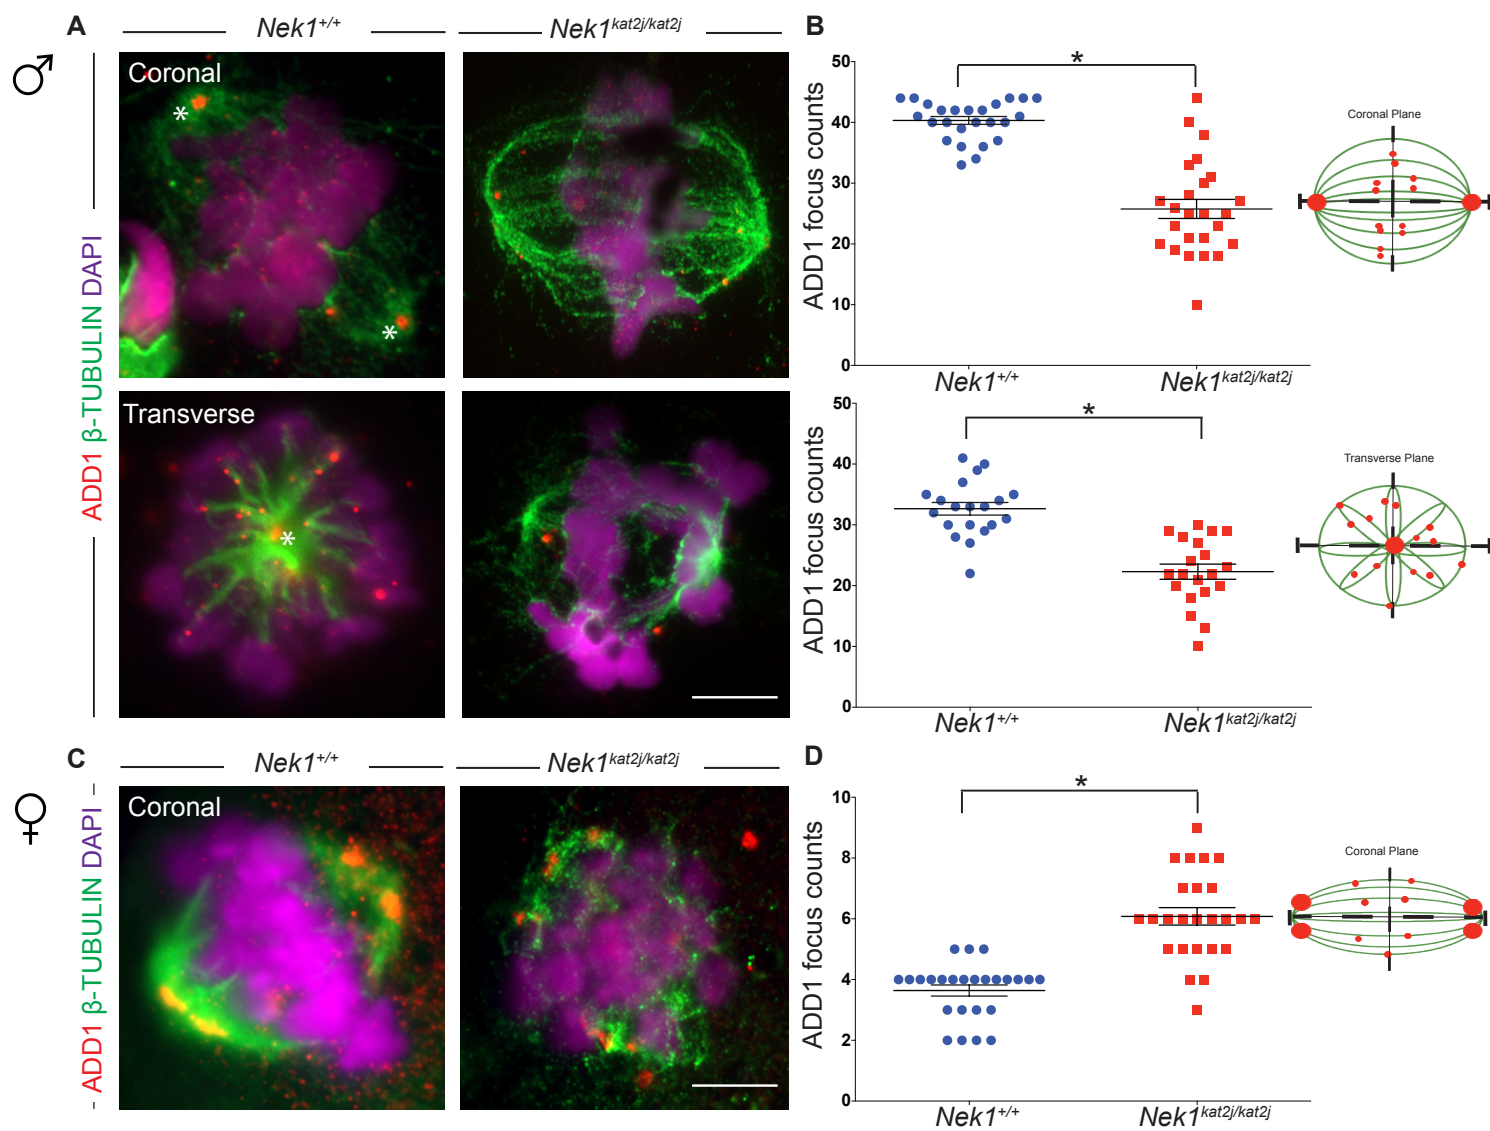 A
Nek1+/+
Nek1kat2j/kat2j
♂
ADD1 β-TUBULIN DAPI
Coronal
*
*
Transverse
*
B
50
40
30
20
10
0
ADD1 focus counts
*
Nek1+/+
Nek1kat2j/kat2j
Coronal Plane
50
40
30
20
10
0
ADD1 focus counts
*
Nek1+/+
Nek1kat2j/kat2j
Transverse Plane
C
Nek1+/+
Nek1kat2j/kat2j
♀
ADD1 β-TUBULIN DAPI
Coronal
D
10
8
6
4
2
0
ADD1 focus counts
*
Nek1+/+
Nek1kat2j/kat2j
Coronal Plane